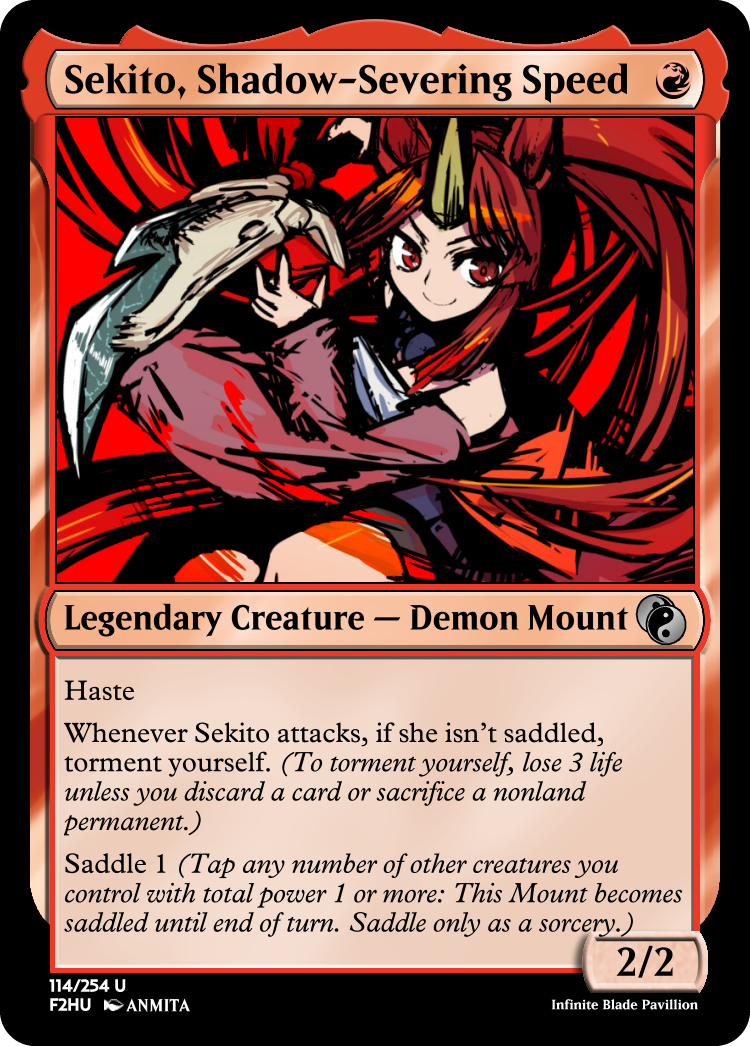 Sekito, Shadow-Severing Speed
Legendary Creature — Demon Mount
Haste
Whenever Sekito attacks, if she isn't saddled,
torment yourself. (To torment yourself, lose 3 life
unless you discard a card or sacrifice a nonland
permanent.)
Saddle 1 (Tap any number of other creatures you
control with total power 1 or more: This Mount becomes
saddled until end of turn. Saddle only as a sorcery.)
2/2
114/254 U
F2HU ANMITA
Infinite Blade Pavillion